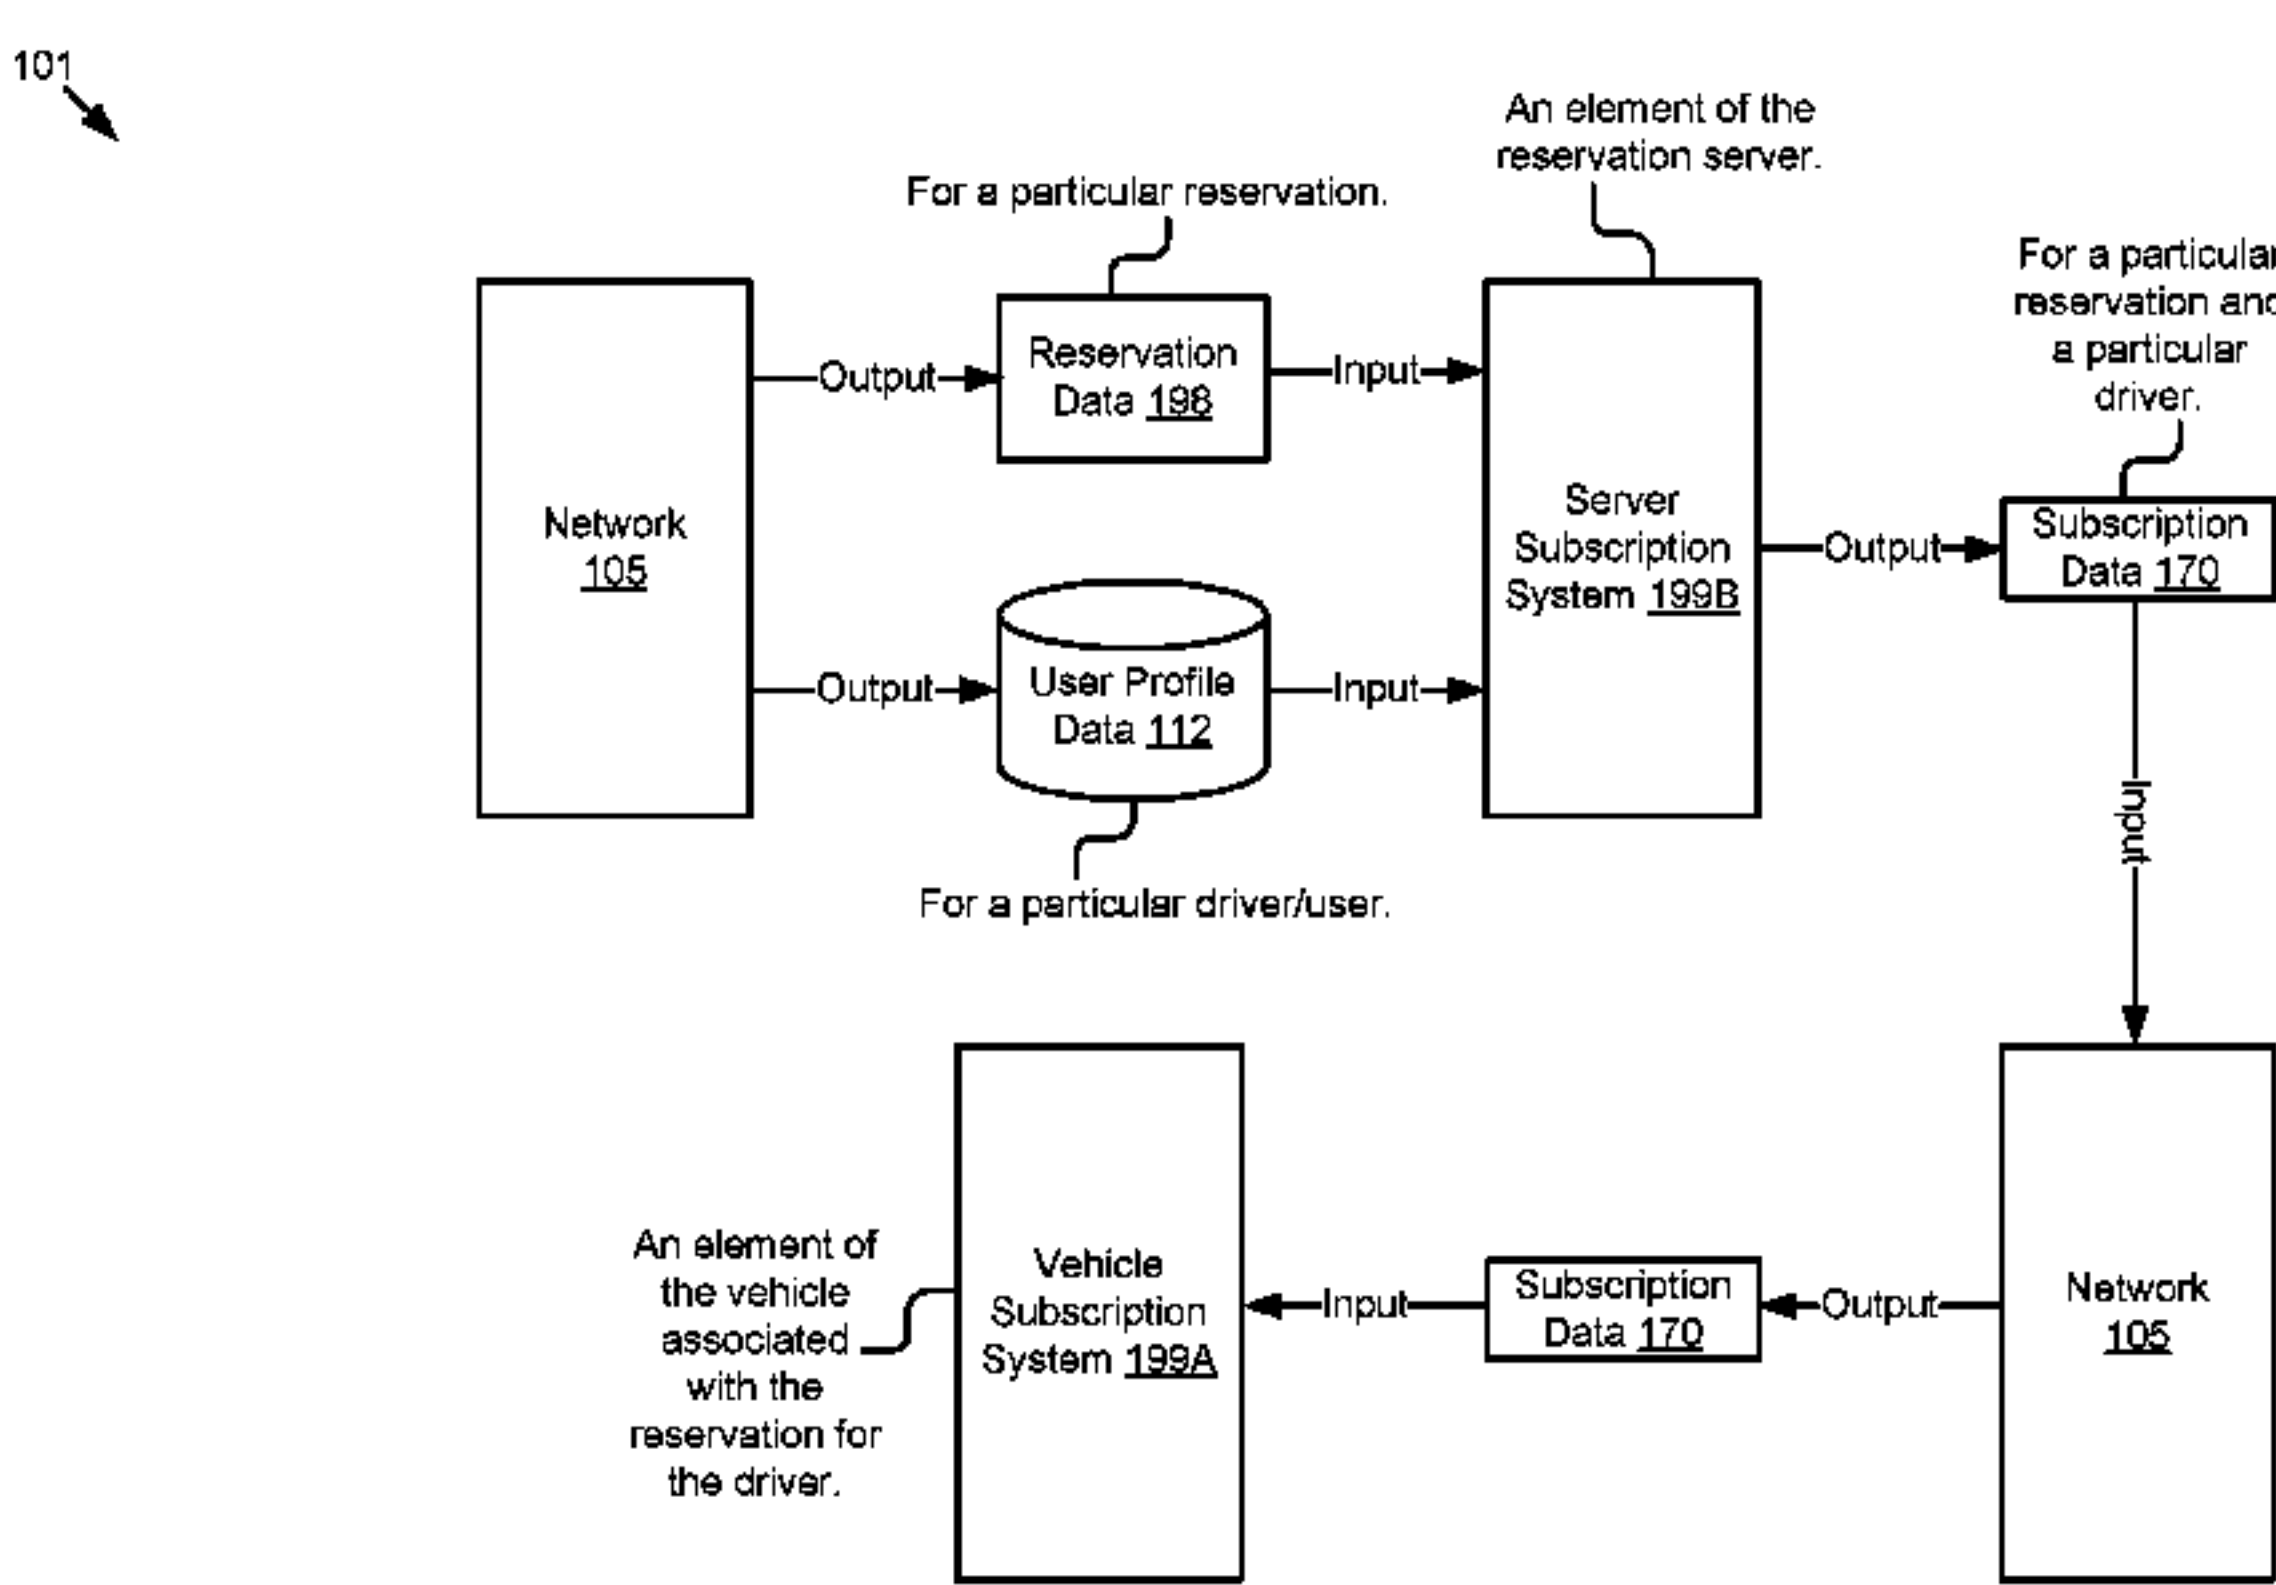 101
An element of the
reservation server.
For a particular reservation.
For a particular
reservation and
a particular
driver.
Network
105
Output
Reservation
Data 198
Input
Server
Subscription
System 199B
Output
Subscription
Data 170
Output
User Profile
Data 112
Input
For a particular driver/user.
Input
An element of
the vehicle
associated
with the
reservation for
the driver.
Vehicle
Subscription
System 199A
Input
Subscription
Data 170
Output
Network
105